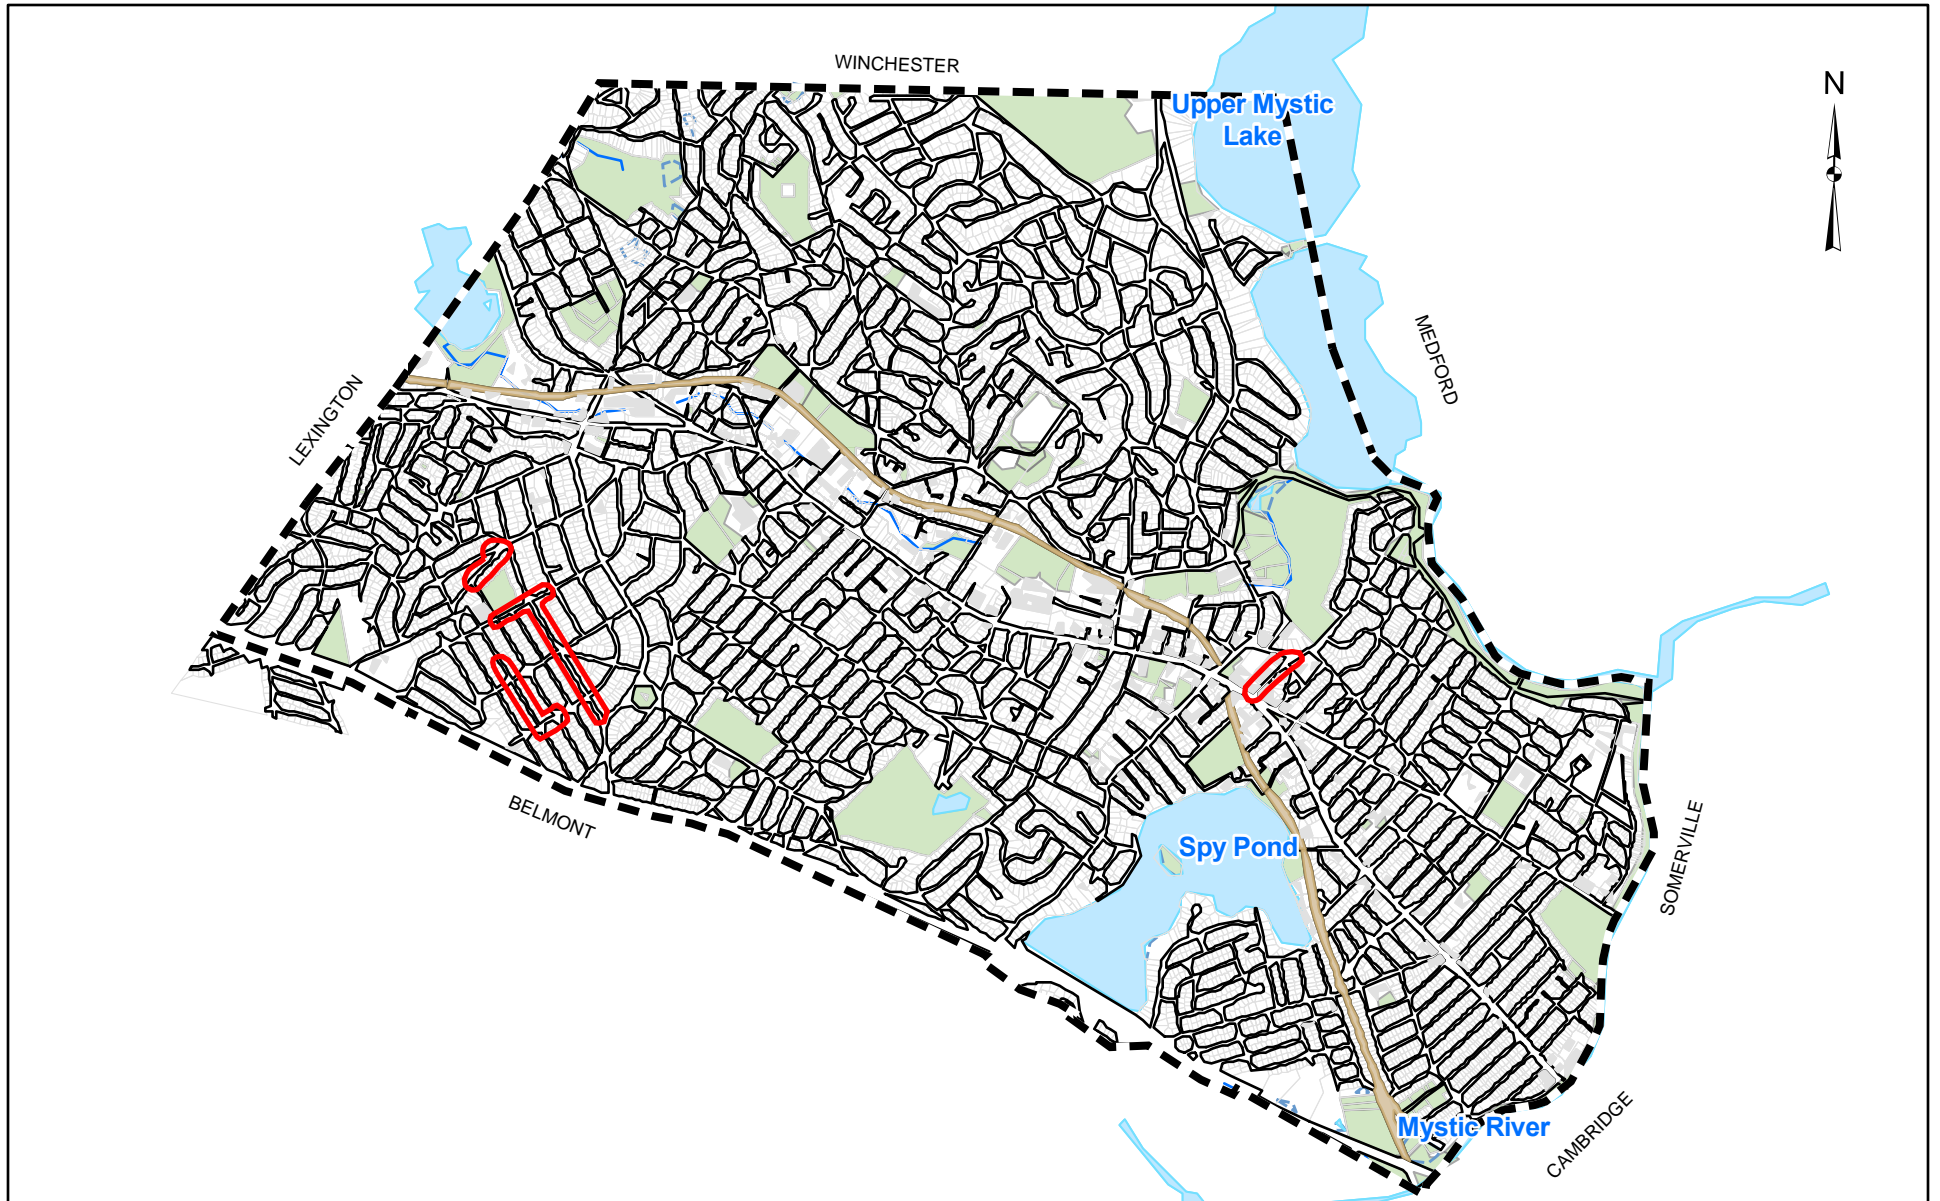 WINCHESTER
N
Upper Mystic
Lake
MEDFORD
LEXINGTON
BELMONT
Spy Pond
SOMERVILLE
Mystic River
CAMBRIDGE